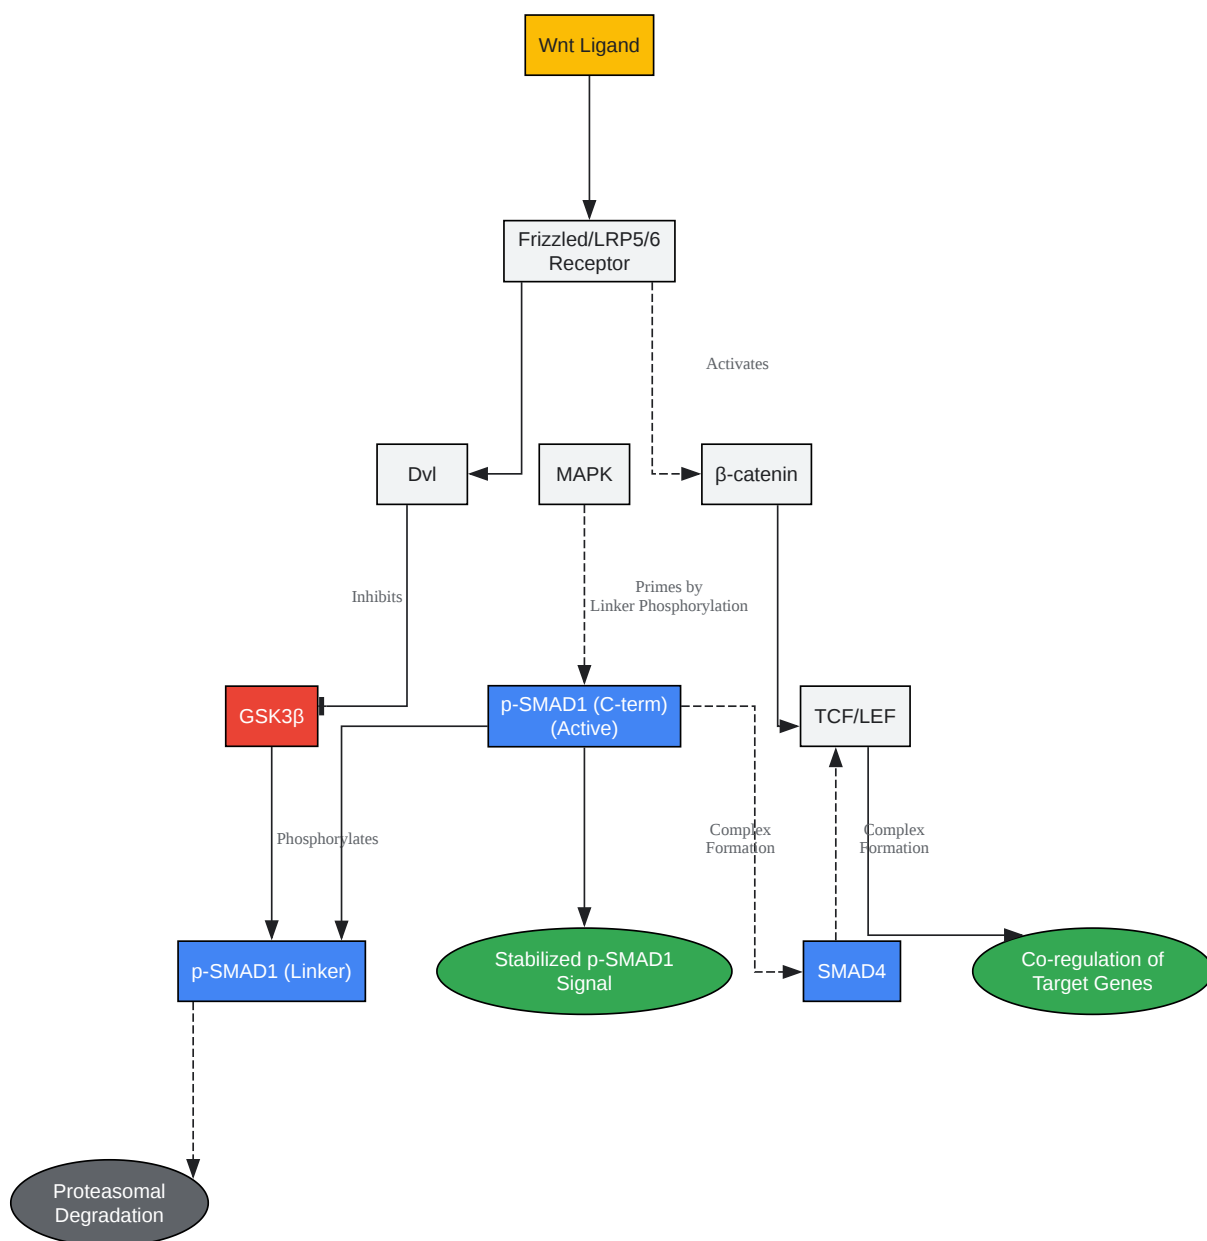 Wnt Ligand
Frizzled/LRP5/6
Receptor
Activates
Dvl
MAPK
β-catenin
Inhibits
Primes by
Linker Phosphorylation
GSK3β
p-SMAD1 (C-term)
(Active)
TCF/LEF
Phosphorylates
Complex
Formation
Complex
Formation
p-SMAD1 (Linker)
Stabilized p-SMAD1
Signal
SMAD4
Co-regulation of
Target Genes
Proteasomal
Degradation